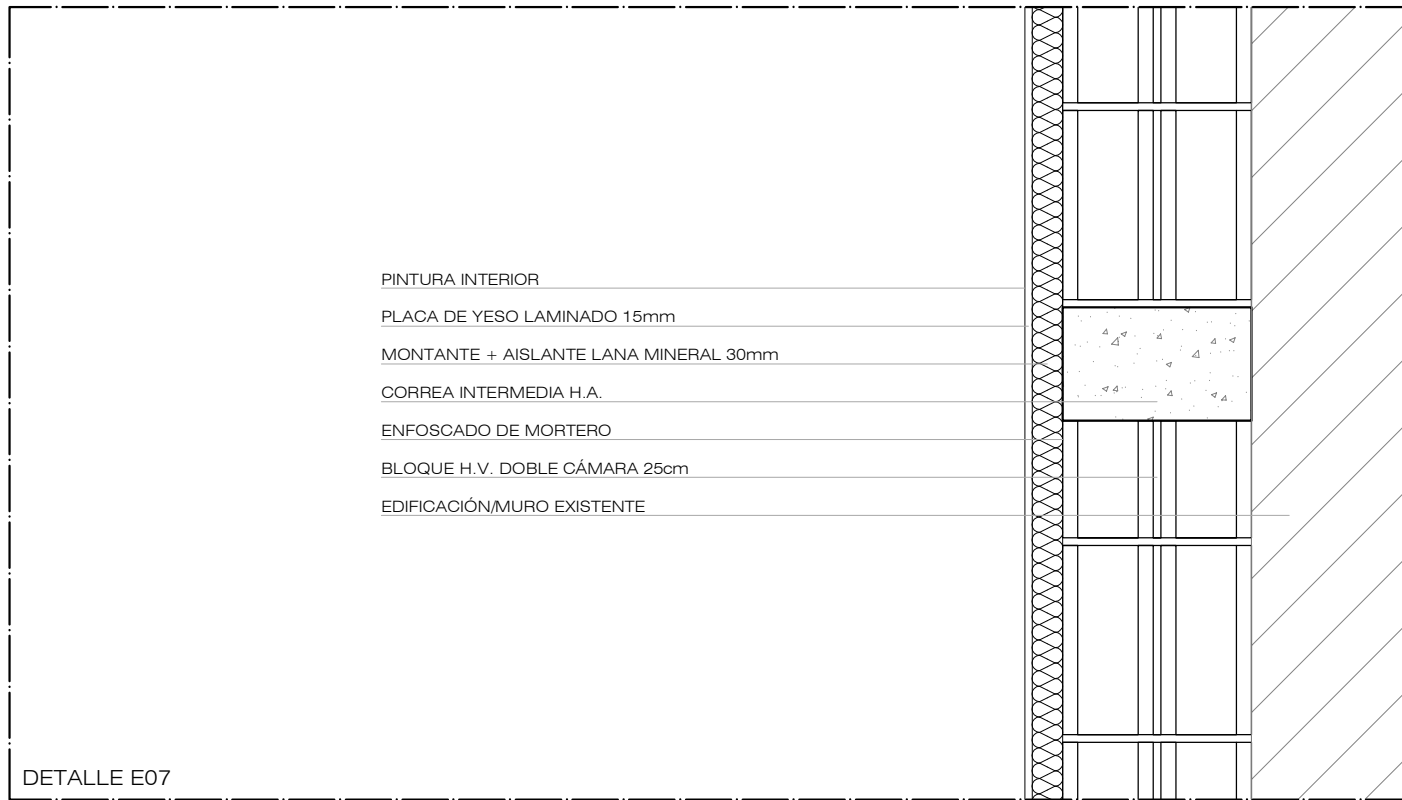 PINTURA INTERIOR
PLACA DE YESO LAMINADO 15mm
MONTANTE + AISLANTE LANA MINERAL 30mm
CORREA INTERMEDIA H.A.
ENFOSCADO DE MORTERO
BLOQUE H.V. DOBLE CÁMARA 25cm
EDIFICACIÓN/MURO EXISTENTE
DETALLE E07